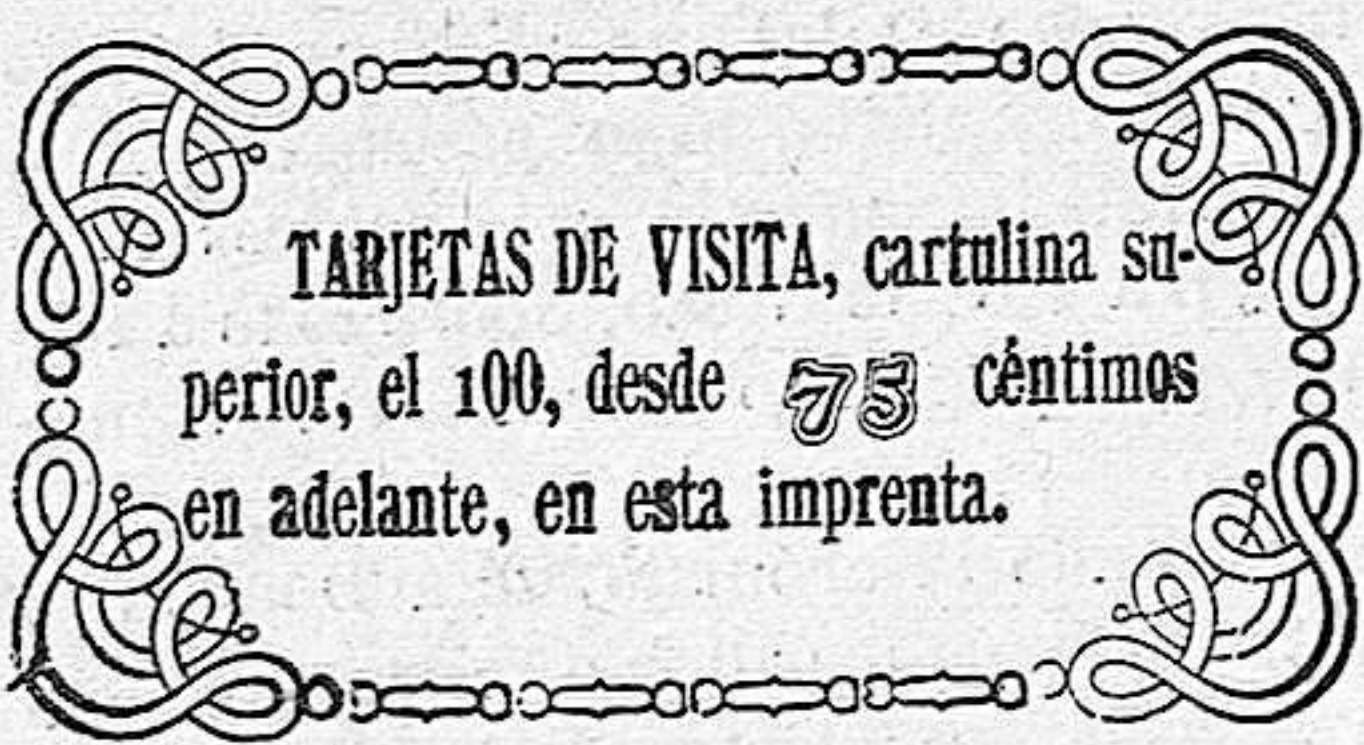 TARJETAS DE VISITA, cartulina su-
perior, el 100, desde 75 céntimos
en adelante, en esta imprenta.